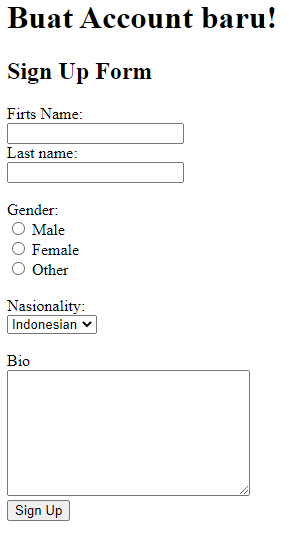 Buat Account baru!
Sign Up Form
Firts Name:
Last name:
Gender:
Male
Female
Other
Nasionality:
Indonesian
Bio
Sign Up